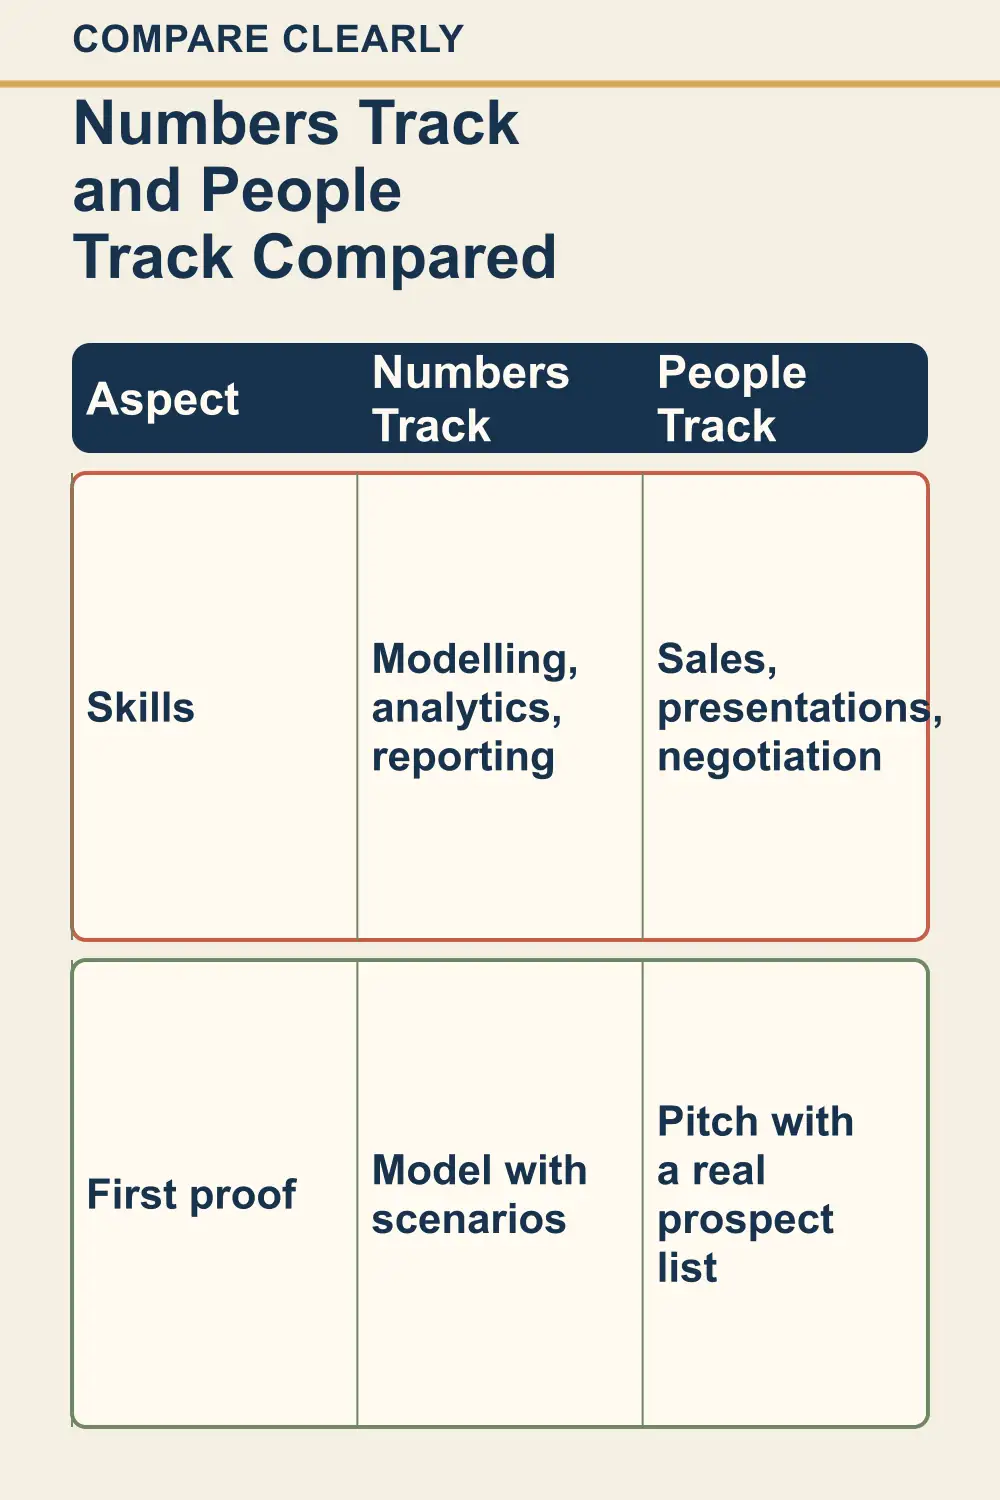 COMPARE CLEARLY
Numbers Track
and People
Track Compared
Aspect
Numbers
Track
People
Track
Skills
Modelling,
analytics,
reporting
Sales,
presentations,
negotiation
First proof
Model with
scenarios
Pitch with
a real
prospect
list